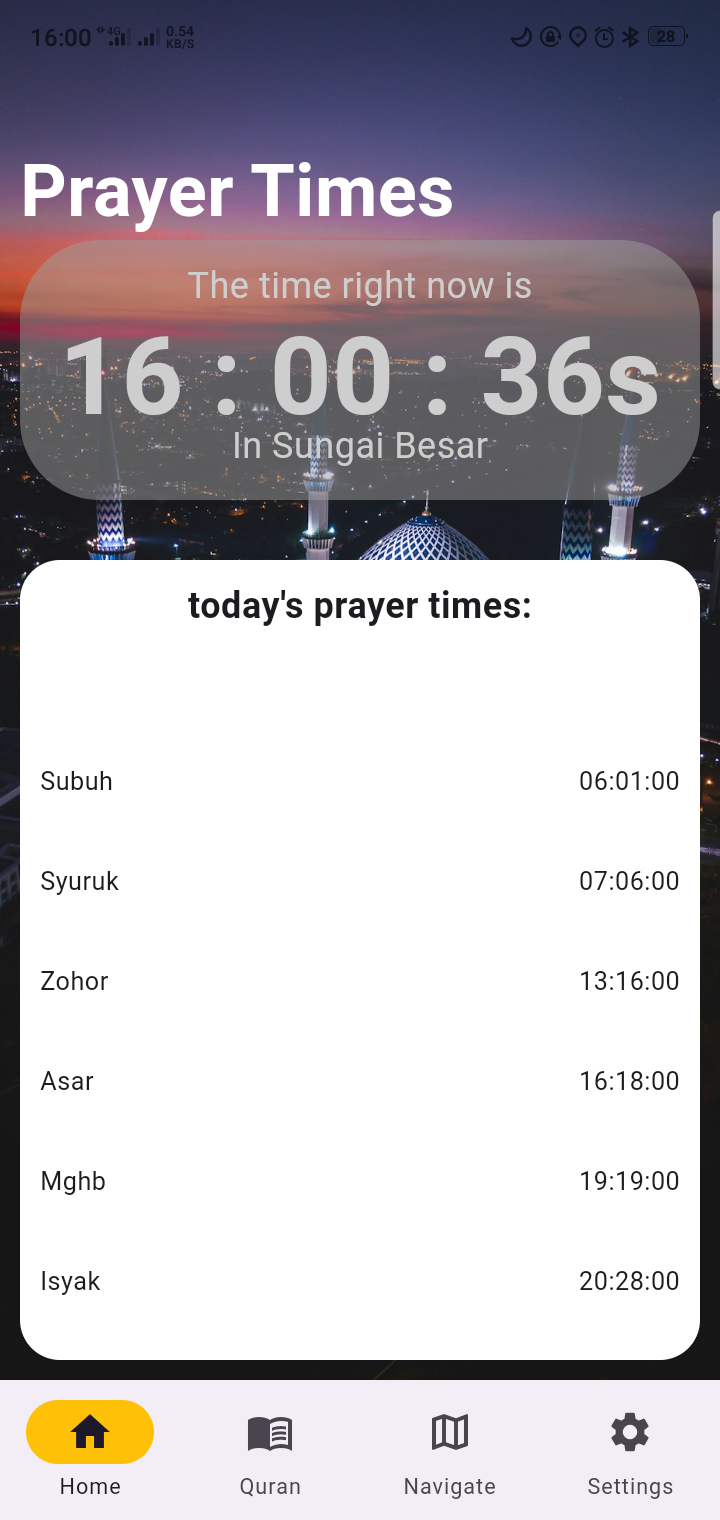 16:00 4G 0.54 KB/S 28
Prayer Times
The time right now is
16 : 00 : 36s
In Sungai Besar
today's prayer times:
Subuh 06:01:00
Syuruk 07:06:00
Zohor 13:16:00
Asar 16:18:00
Mghb 19:19:00
Isyak 20:28:00
Home Quran Navigate Settings